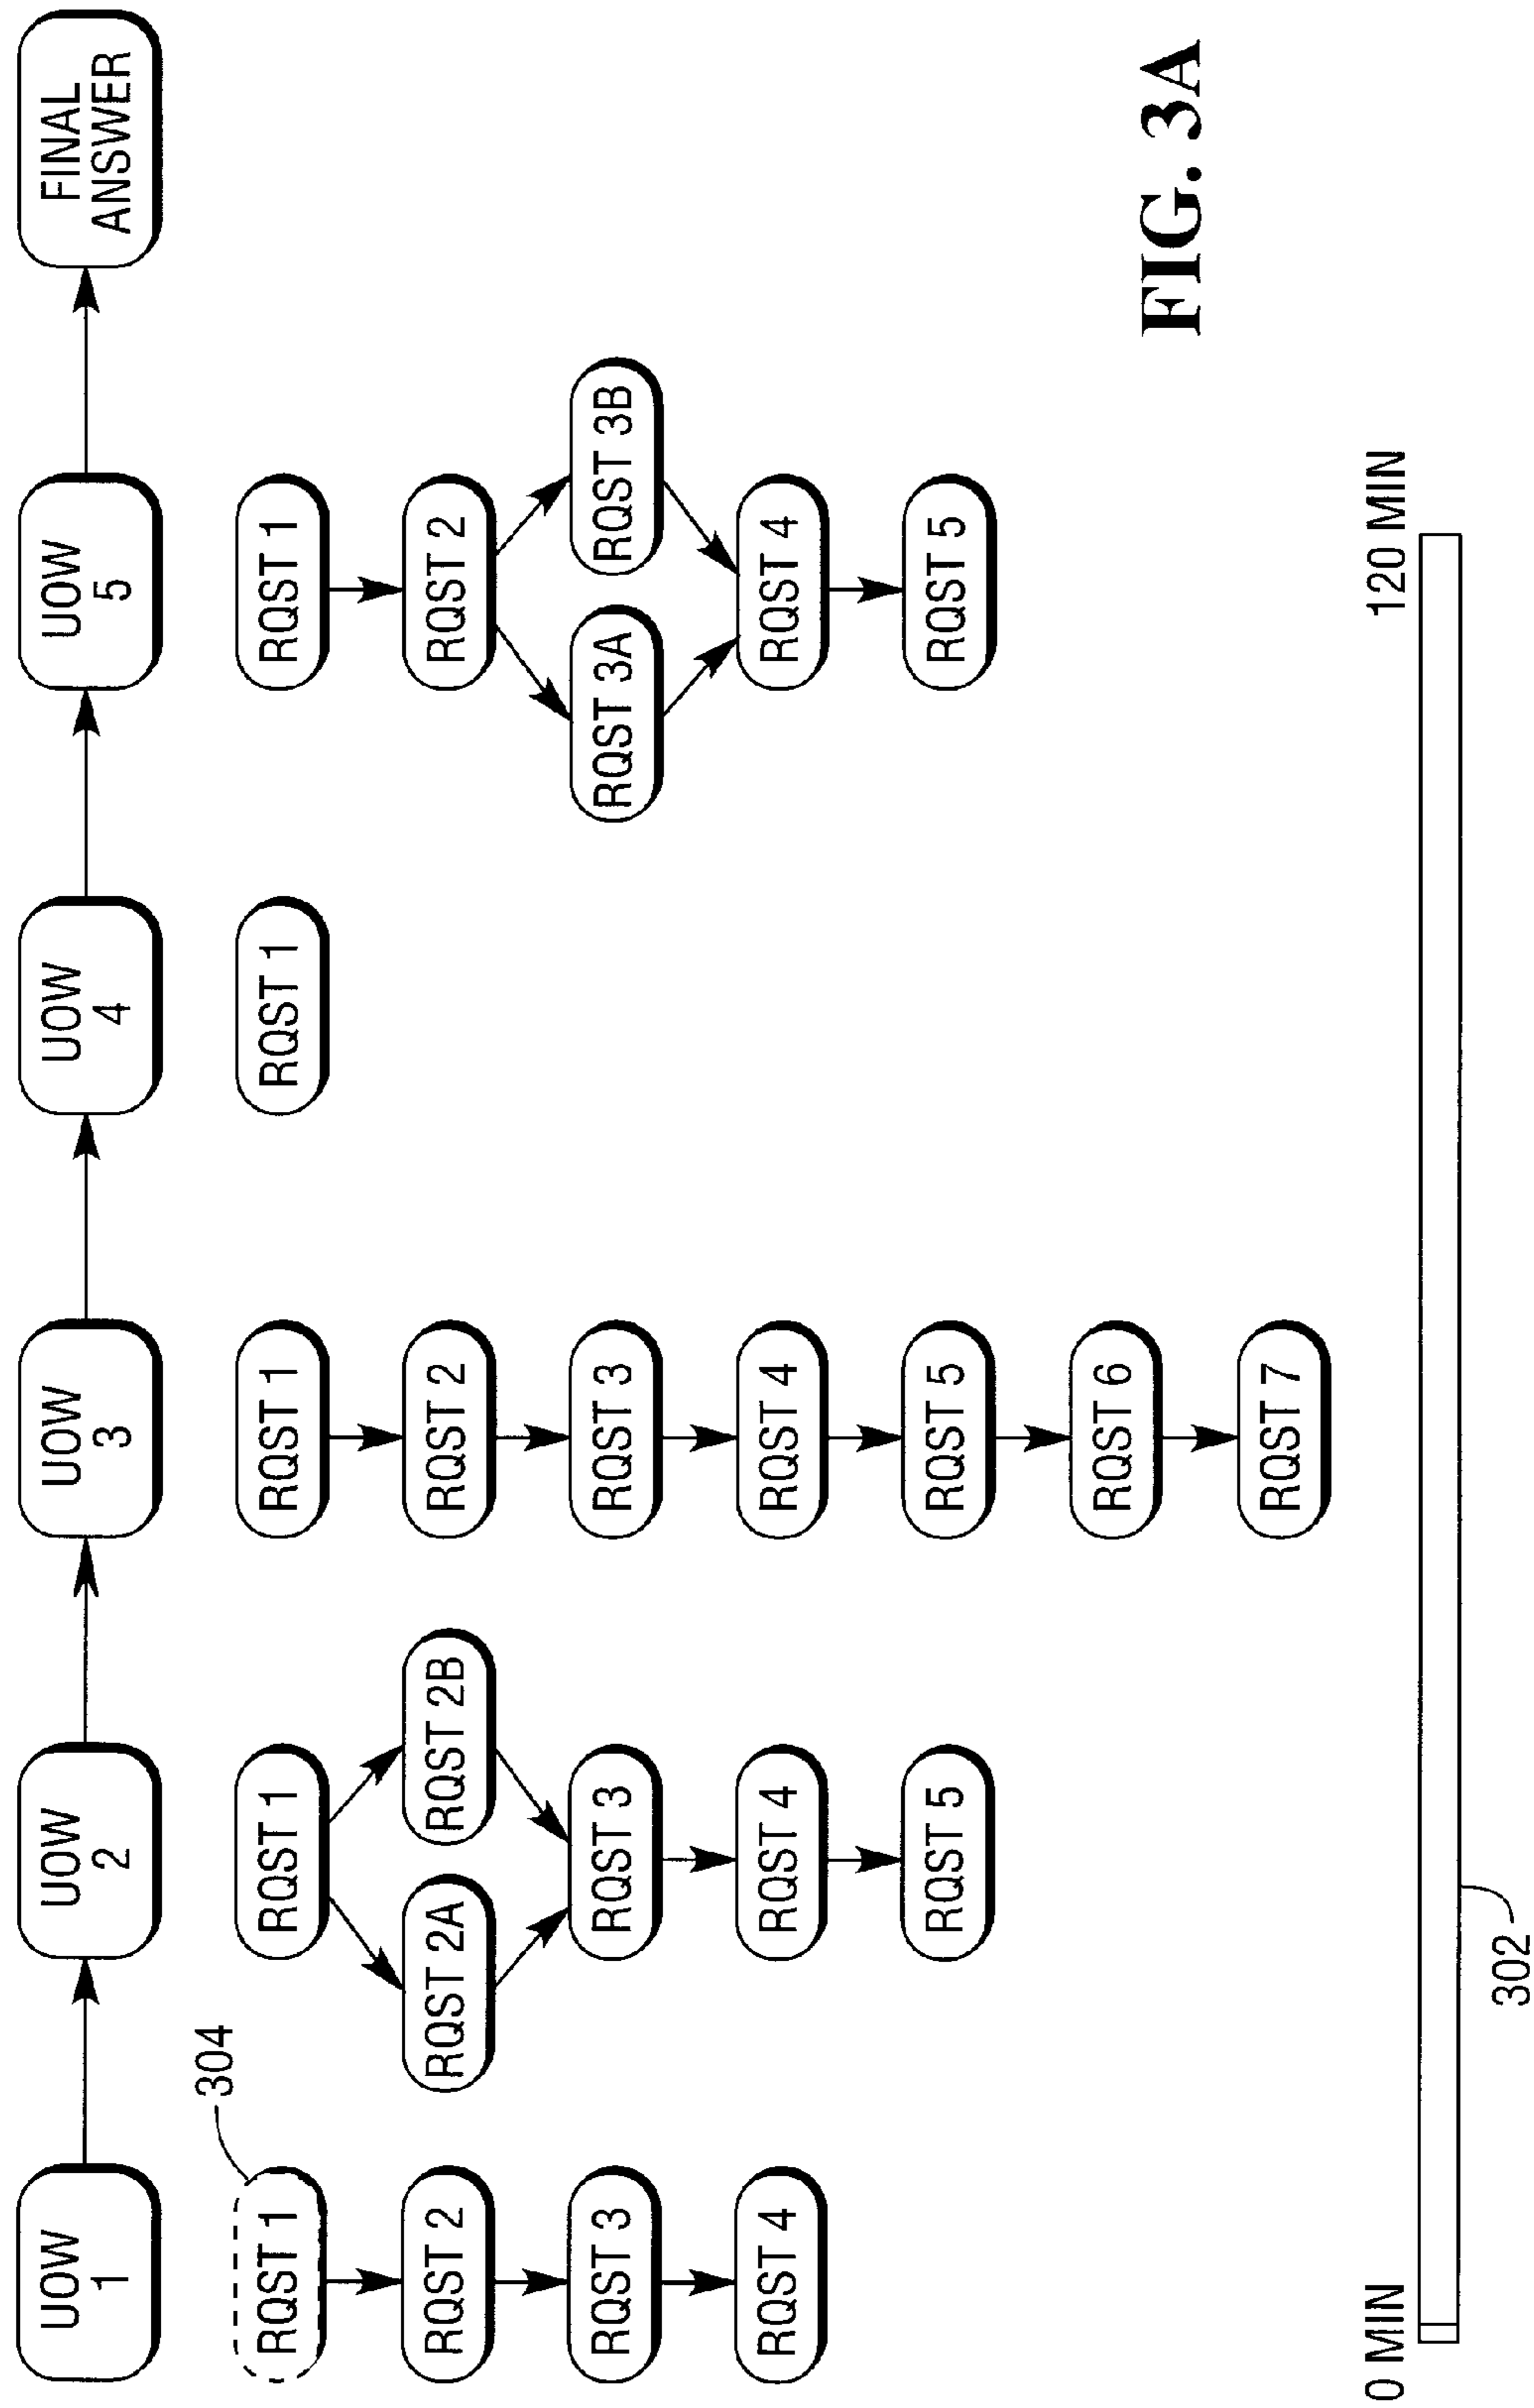 UOW
1
UOW
2
UOW
3
UOW
4
UOW
5
FINAL
ANSWER
304
RQST 1
RQST 2
RQST 3
RQST 4
RQST 1
RQST 2A
RQST 2B
RQST 3
RQST 4
RQST 5
RQST 1
RQST 2
RQST 3
RQST 4
RQST 5
RQST 6
RQST 7
RQST 1
RQST 1
RQST 2
RQST 3A
RQST 3B
RQST 4
RQST 5
0 MIN
120 MIN
302
FIG. 3A